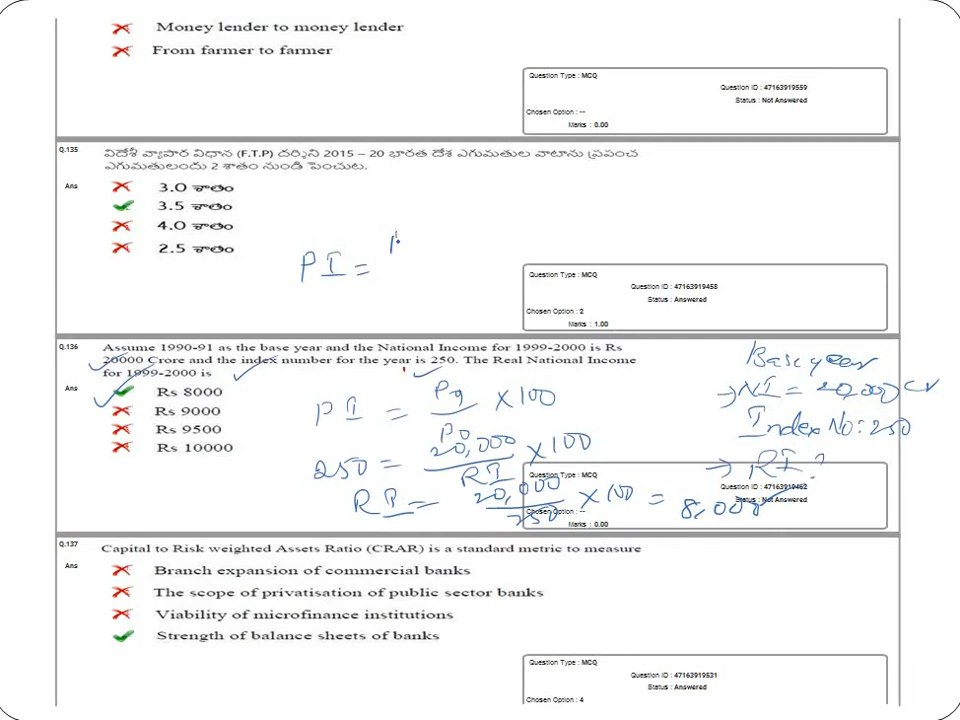 Money lender to money lender
From farmer to farmer
Question Type : MCQ
Question ID : 47163919559
Status : Not Answered
Chosen Option : --
Marks : 0.00
Q.135
విదేశీ వ్యాపార విధాన (F.T.P) దర్శిని 2015 – 20 భారత దేశ ఎగుమతుల వాటాను ప్రపంచ
ఎగుమతులందు 2 శాతం నుండి పెంచుట.
Ans
3.0 శాతం
3.5 శాతం
4.0 శాతం
2.5 శాతం
PI =
Question Type : MCQ
Question ID : 47163919458
Status : Answered
Chosen Option : 2
Marks : 1.00
Q.136
Assume 1990-91 as the base year and the National Income for 1999-2000 is Rs
20000 Crore and the index number for the year is 250. The Real National Income
for 1999-2000 is
Ans
Rs 8000
Rs 9000
Rs 9500
Rs 10000
PI = P9 / P0 × 100
250 = 20,000 / RI × 100
RI = 20,000 / 250 × 100 = 8,000
Base year
→ NI = 20,000 Cr
Index No: 250
→ RI ?
Question Type : MCQ
Question ID : 47163919462
Status : Not Answered
Chosen Option : --
Marks : 0.00
Q.137
Capital to Risk weighted Assets Ratio (CRAR) is a standard metric to measure
Ans
Branch expansion of commercial banks
The scope of privatisation of public sector banks
Viability of microfinance institutions
Strength of balance sheets of banks
Question Type : MCQ
Question ID : 47163919531
Status : Answered
Chosen Option : 4